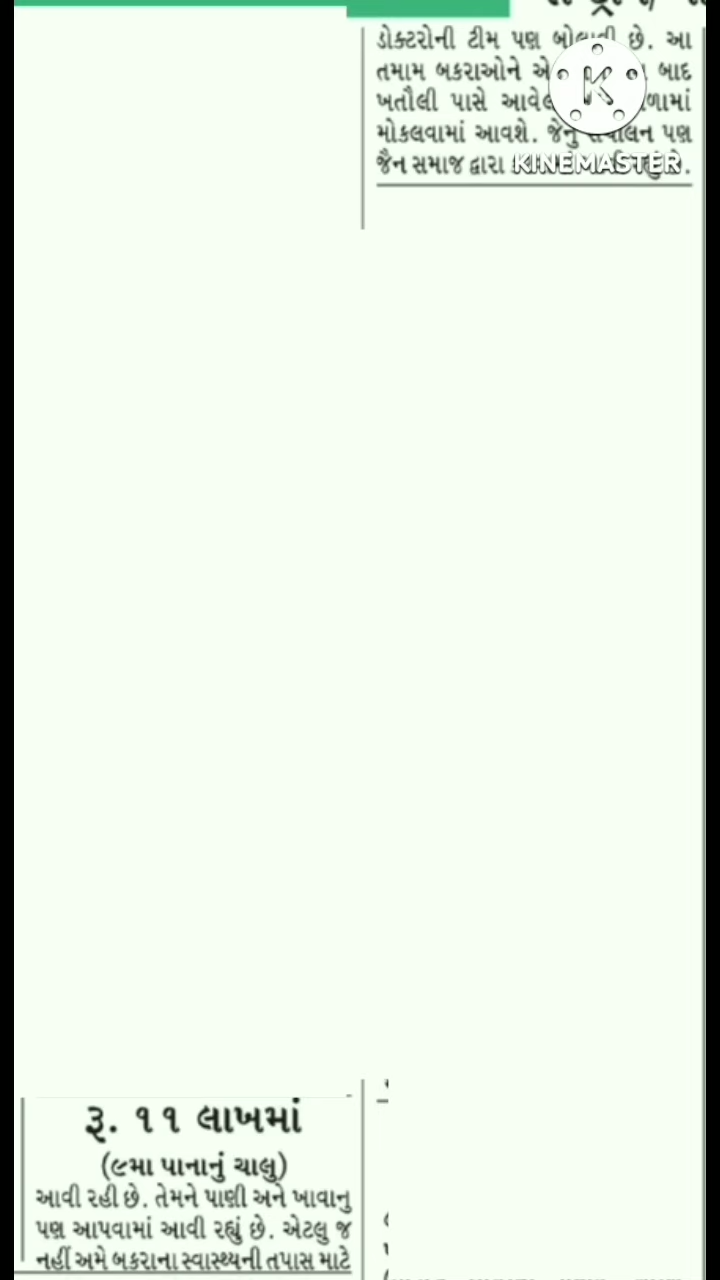 રૂ. ૧૧ લાખમાં
(૯મા પાનાનું ચાલુ)
આવી રહી છે. તેમને પાણી અને ખાવાનુ
પણ આપવામાં આવી રહ્યું છે. એટલુ જ
નહીં અમે બકરાના સ્વાસ્થ્યની તપાસ માટે
ડોક્ટરોની ટીમ પણ છે. આ
તમામ બકરાઓને બાદ
ખતૌલી પાસે
મોકલવામાં આવશે. જેનું પણ
જૈન સમાજ દ્વારા
KINEMASTER